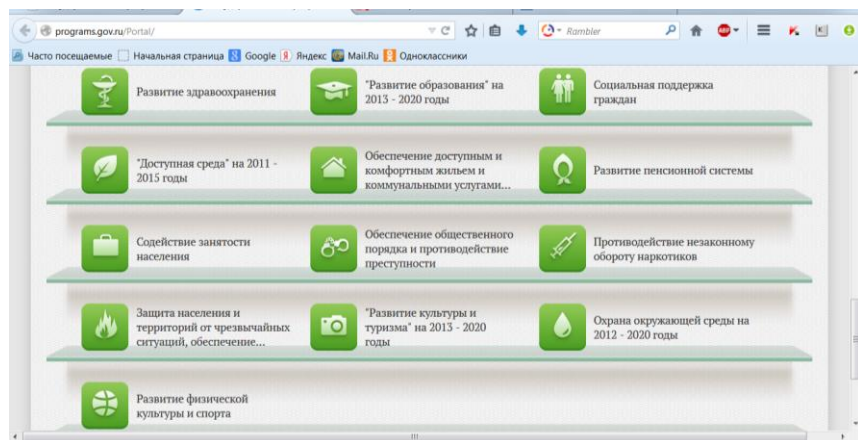 programs.gov.ru/Portal/
Rambler
ABP
K
Часто посещаемые Начальная страница Google Яндекс Mail.Ru Одноклассники
Развитие здравоохранения
"Развитие образования" на
2013 - 2020 годы
Социальная поддержка
граждан
"Доступная среда" на 2011 -
2015 годы
Обеспечение доступным и
комфортным жильем и
коммунальными услугами...
Развитие пенсионной системы
Содействие занятости
населения
Обеспечение общественного
порядка и противодействие
преступности
Противодействие незаконному
обороту наркотиков
Защита населения и
территорий от чрезвычайных
ситуаций, обеспечение...
"Развитие культуры и
туризма" на 2013 - 2020
годы
Охрана окружающей среды на
2012 - 2020 годы
Развитие физической
культуры и спорта